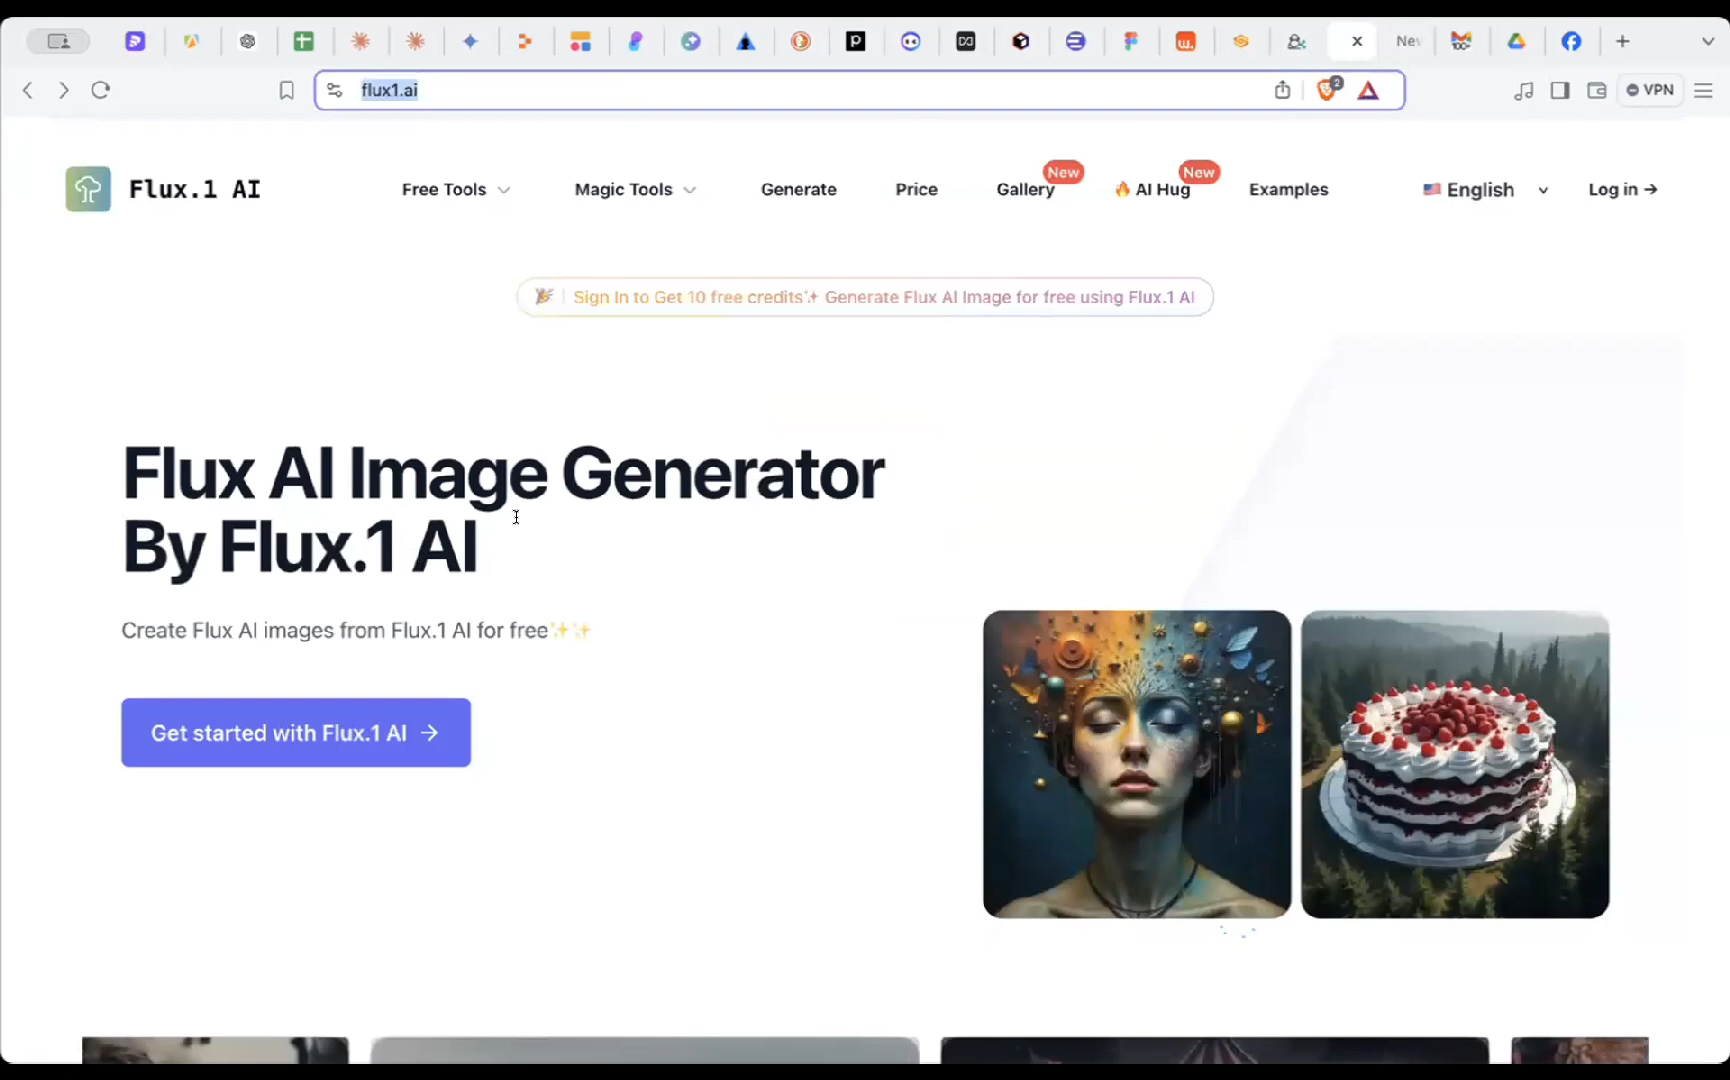 New
flux1.ai
2
VPN
Flux.1 AI
Free Tools
Magic Tools
Generate
Price
Gallery
New
🔥 AI Hug
New
Examples
🇺🇸 English
Log in →
🎉 Sign In to Get 10 free credits✨ Generate Flux AI Image for free using Flux.1 AI
Flux AI Image Generator
By Flux.1 AI
Create Flux AI images from Flux.1 AI for free✨✨
Get started with Flux.1 AI →